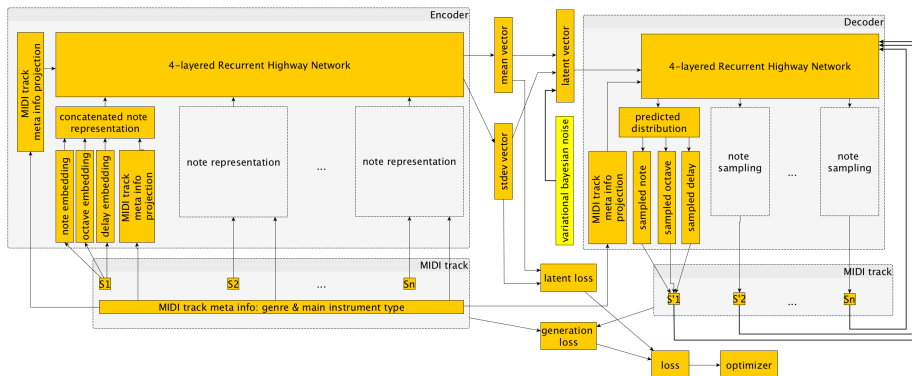 Encoder
MIDI track
meta info projection
4-layered Recurrent Highway Network
concatenated note
representation
note embedding
octave embedding
delay embedding
MIDI track
meta info
projection
note representation
...
note representation
MIDI track
S1
S2
...
Sn
MIDI track meta info: genre & main instrument type
mean vector
stdev vector
latent vector
variational bayesian noise
latent loss
generation
loss
loss
optimizer
Decoder
4-layered Recurrent Highway Network
predicted
distribution
MIDI track
meta info
projection
sampled note
sampled octave
sampled delay
note
sampling
...
note
sampling
MIDI track
S'1
S'2
...
Sn